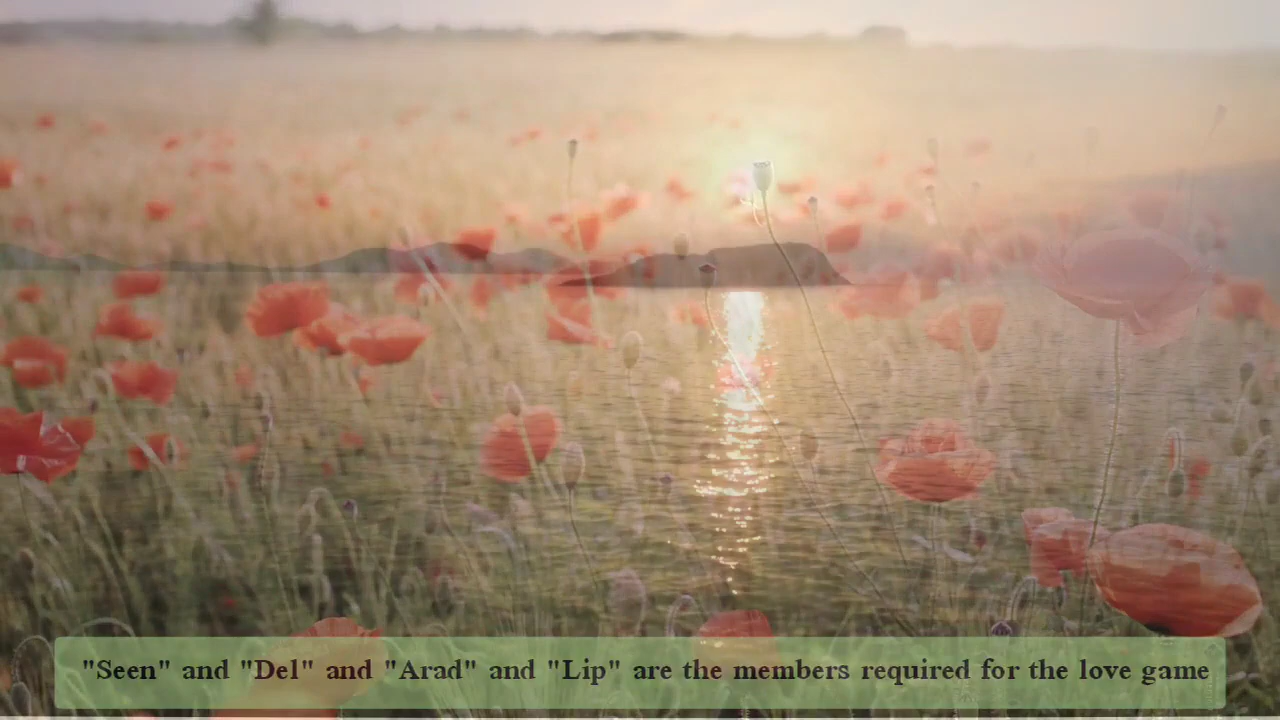 "Seen" and "Del" and "Arad" and "Lip" are the members required for the love game